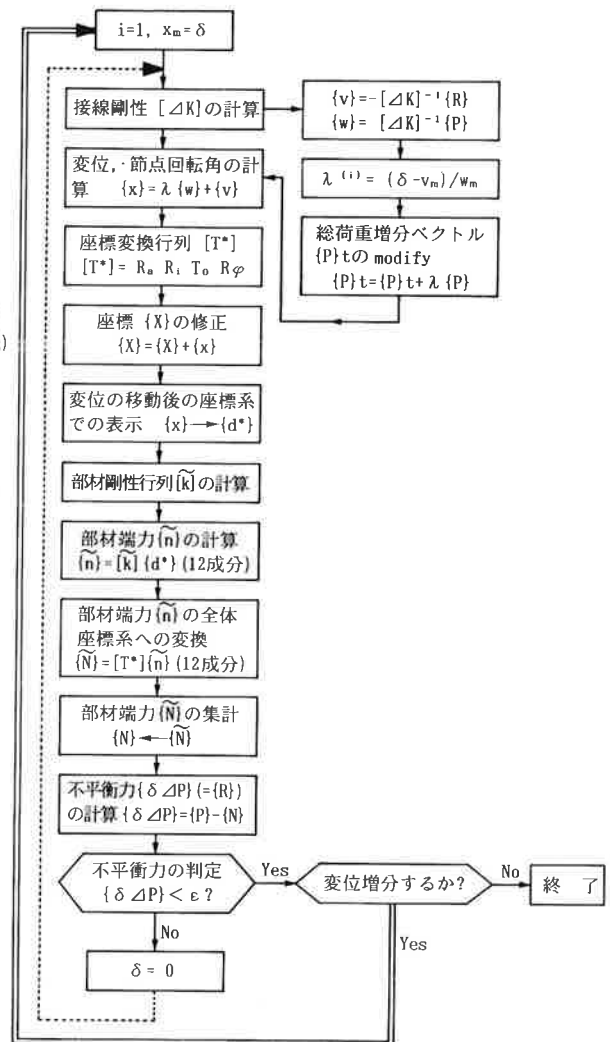 i=1, xₘ=δ
接線剛性 [⊿K]の計算
{v}=-[⊿K]⁻¹{R}
{w}= [⊿K]⁻¹{P}
λ⁽ⁱ⁾ = (δ-vₘ)/wₘ
総荷重増分ベクトル
{P}tの modify
{P}t={P}t+λ{P}
変位,・節点回転角の計
算 {x}=λ{w}+{v}
座標変換行列 [T*]
[T*]= Rₐ Rᵢ T₀ Rφ
座標 {X}の修正
{X}={X}+{x}
変位の移動後の座標系
での表示 {x}→{d*}
部材剛性行列[k̃]の計算
部材端力{ñ}の計算
{ñ}=[k̃]{d*}(12成分)
部材端力{ñ}の全体
座標系への変換
{Ñ}=[T*]{ñ}(12成分)
部材端力{Ñ}の集計
{N}←{Ñ}
不平衡力{δ⊿P}(={R})
の計算{δ⊿P}={P}-{N}
不平衡力の判定
{δ⊿P}<ε?
Yes
変位増分するか?
No
終 了
No
Yes
δ = 0